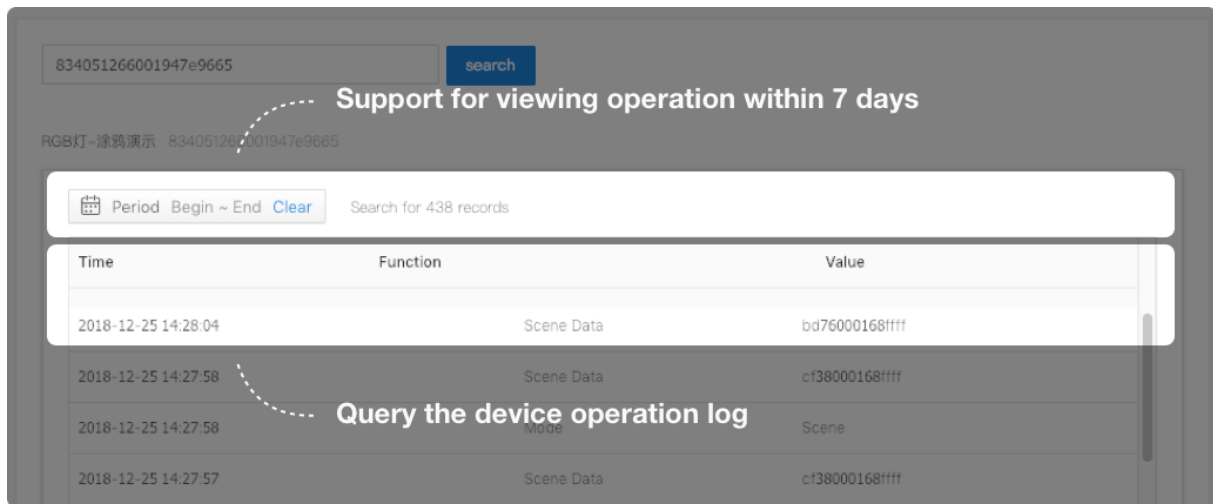 834051266001947e9665
search
Support for viewing operation within 7 days
RGB灯-涂鸦演示 834051266001947e9665
Period Begin ~ End Clear Search for 438 records
Time Function Value
2018-12-25 14:28:04 Scene Data bd76000168ffff
2018-12-25 14:27:58 Scene Data cf38000168ffff
Query the device operation log
2018-12-25 14:27:58 Mode Scene
2018-12-25 14:27:57 Scene Data cf38000168ffff